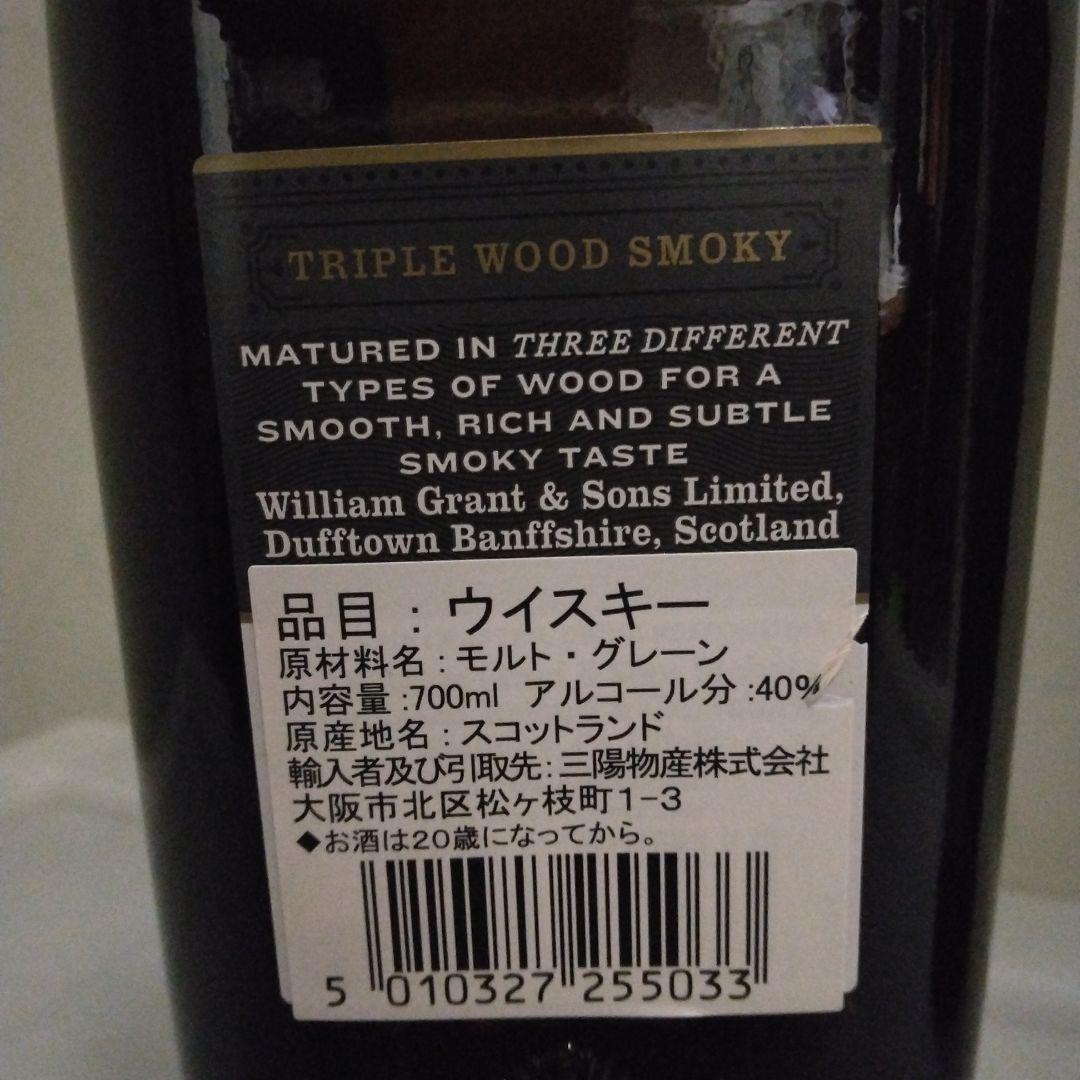 TRIPLE WOOD SMOKY
MATURED IN THREE DIFFERENT
TYPES OF WOOD FOR A
SMOOTH, RICH AND SUBTLE
SMOKY TASTE
William Grant & Sons Limited,
Dufftown Banffshire, Scotland
品目 : ウイスキー
原材料名 : モルト・グレーン
内容量 :700ml アルコール分 :40%
原産地名 : スコットランド
輸入者及び引取先 : 三陽物産株式会社
大阪市北区松ヶ枝町1-3
◆お酒は20歳になってから。
5 010327 255033